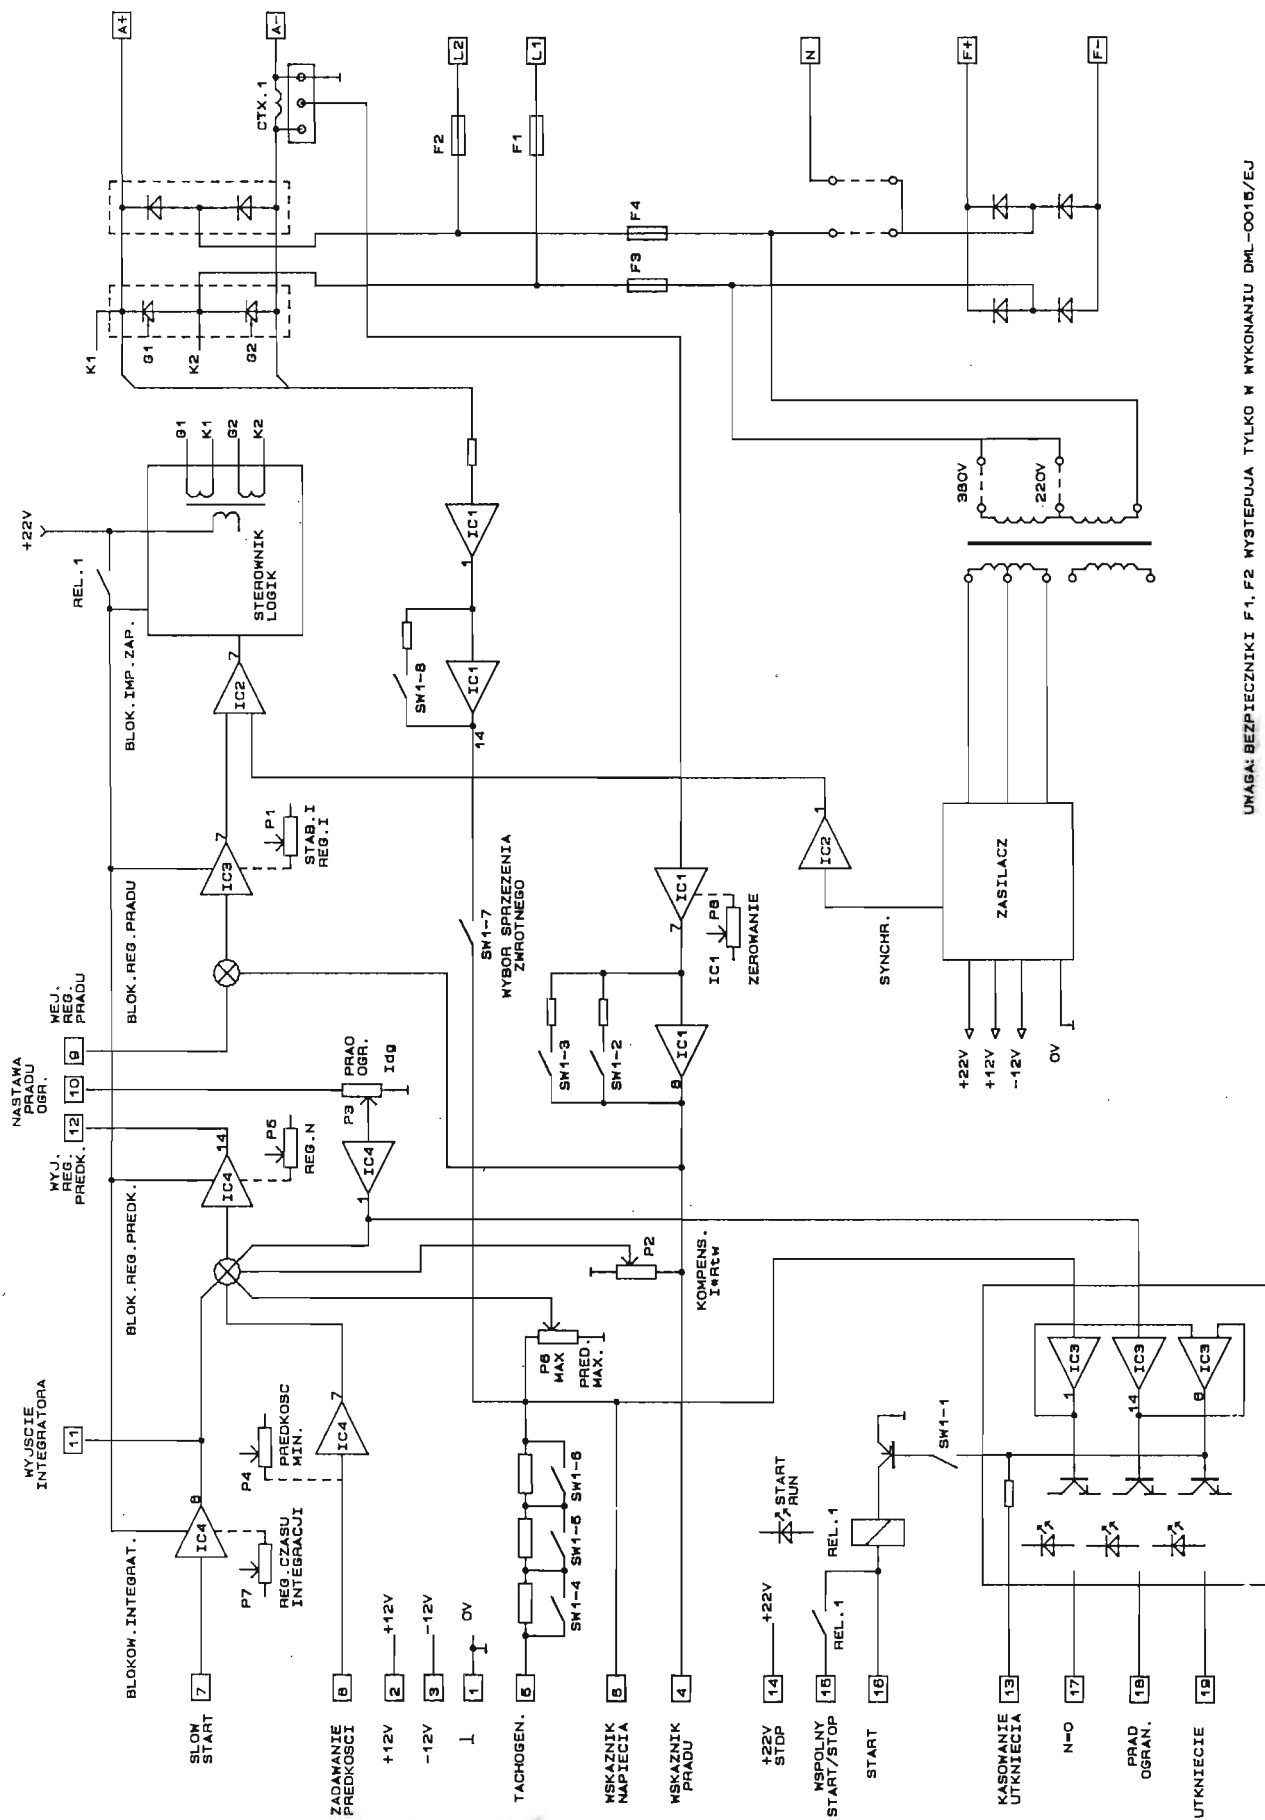 A+
A-
L2
L1
N
F+
F-
CTX.1
F2
F1
F4
F3
K1
G1
K2
G2
+22V
REL.1
G1
K1
G2
K2
STEROWNIK
LOGIK
BLOK.IMP.ZAP.
7
IC2
IC1
1
SW1-8
IC1
14
380V
220V
7
IC3
P1
STAB.I
REG.I
BLOK.REG.PRADU
SW1-7
WYBOR SPRZEZENIA
ZWROTNEGO
IC1
7
IC1
P8
ZEROWANIE
1
IC2
SYNCHR.
ZASILACZ
+22V
+12V
-12V
0V
UWAGA: BEZPIECZNIKI F1,F2 WYSTEPUJA TYLKO W WYKONANIU DML-0015/EJ
WEJ.
REG.
PRADU
9
NASTAWA
PRADU
OGR.
10
WYJ.
REG.
PREDK.
12
PRAD
OGR.
Idg
P3
IC4
1
SW1-3
SW1-2
IC1
8
14
IC4
P5
REG.N
BLOK.REG.PREDK.
P2
KOMPENS.
I*Rtw
P6
MAX
PRED.
MAX.
WYJSCIE
INTEGRATORA
11
P4
PREDKOSC
MIN.
7
IC4
8
IC4
P7
REG.CZASU
INTEGRACJI
BLOKOW.INTEGRAT.
SW1-6
SW1-5
SW1-4
START
RUN
REL.1
REL.1
SW1-1
IC3
1
IC3
14
IC3
8
7
SLOW
START
8
ZADAWANIE
PREDKOSCI
2
+12V
+12V
3
-12V
-12V
1
0V
⊥
5
TACHOGEN.
6
WSKAZNIK
NAPIECIA
4
WSKAZNIK
PRADU
14
+22V
+22V
STOP
15
WSPOLNY
START/STOP
16
START
13
KASOWANIE
UTKNIECIA
17
N=0
18
PRAD
OGRAN.
19
UTKNIECIE